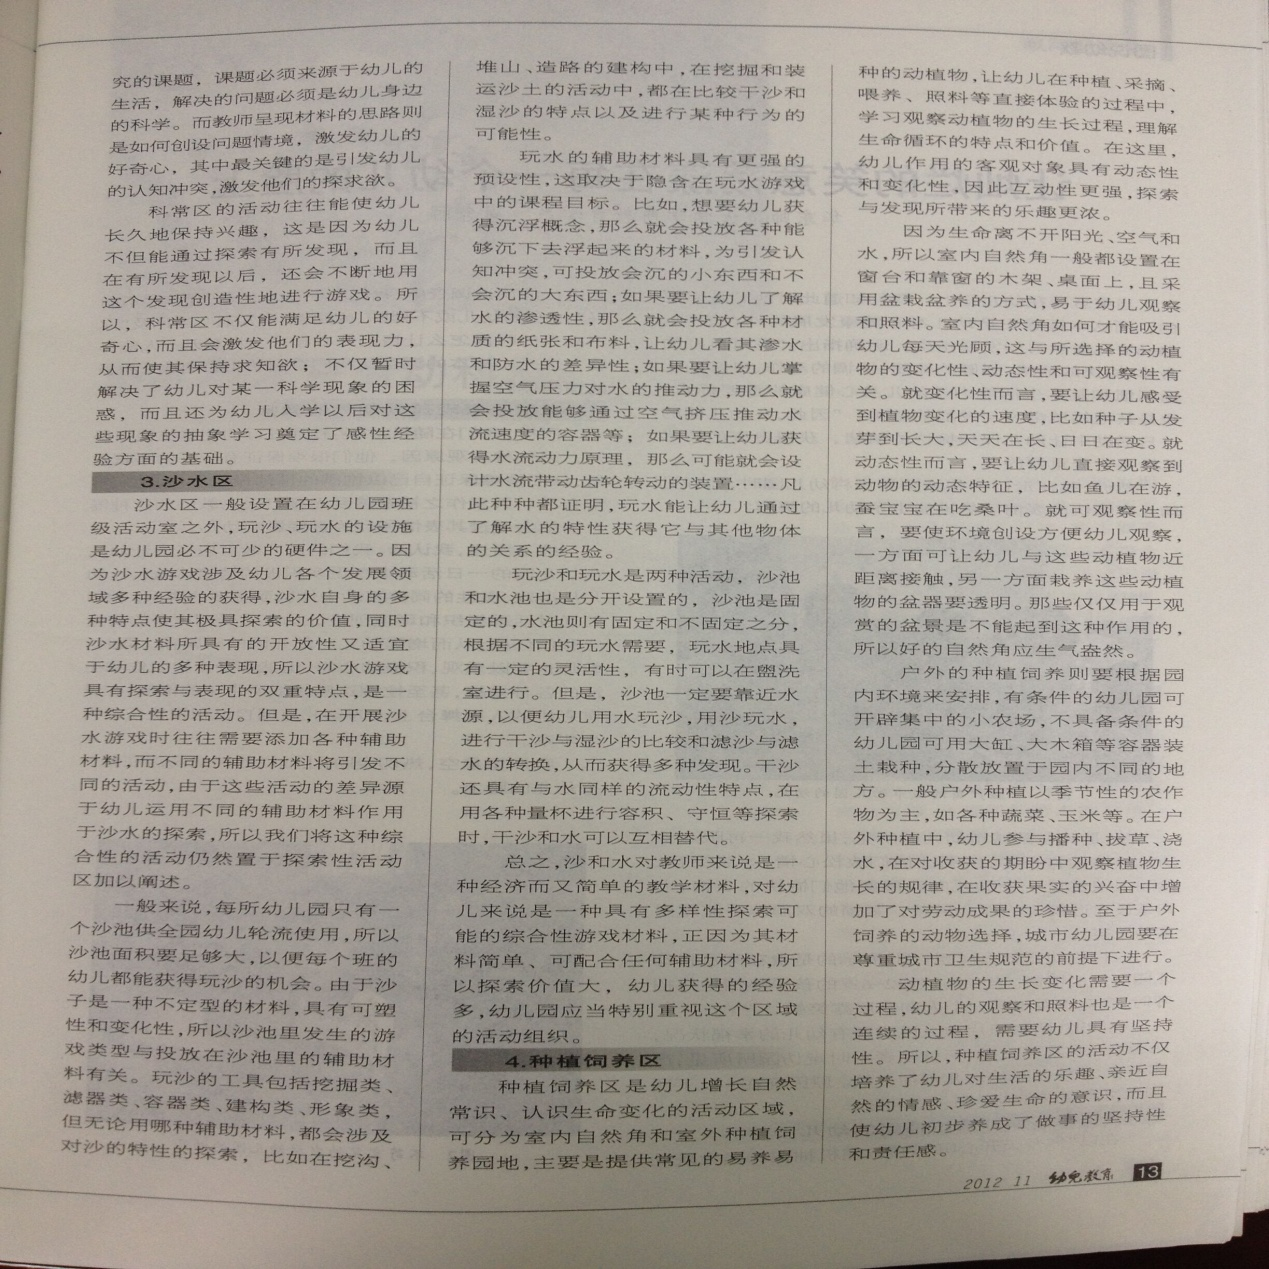 究的课题，课题必须来源于幼儿的
生活，解决的问题必须是幼儿身边
的科学。而教师呈现材料的思路则
是如何创设问题情境，激发幼儿的
好奇心，其中最关键的是引发幼儿
的认知冲突，激发他们的探求欲。
科常区的活动往往能使幼儿
长久地保持兴趣，这是因为幼儿
不但能通过探索有所发现，而且
在有所发现以后，还会不断地用
这个发现创造性地进行游戏。所
以，科常区不仅能满足幼儿的好
奇心，而且会激发他们的表现力，
从而使其保持求知欲；不仅暂时
解决了幼儿对某一科学现象的困
惑，而且还为幼儿入学以后对这
些现象的抽象学习奠定了感性经
验方面的基础。
3.沙水区
沙水区一般设置在幼儿园班
级活动室之外，玩沙、玩水的设施
是幼儿园必不可少的硬件之一。因
为沙水游戏涉及幼儿各个发展领
域多种经验的获得，沙水自身的多
种特点使其极具探索的价值，同时
沙水材料所具有的开放性又适宜
于幼儿的多种表现，所以沙水游戏
具有探索与表现的双重特点，是一
种综合性的活动。但是，在开展沙
水游戏时往往需要添加各种辅助
材料，而不同的辅助材料将引发不
同的活动，由于这些活动的差异源
于幼儿运用不同的辅助材料作用
于沙水的探索，所以我们将这种综
合性的活动仍然置于探索性活动
区加以阐述。
一般来说，每所幼儿园只有一
个沙池供全园幼儿轮流使用，所以
沙池面积要足够大，以便每个班的
幼儿都能获得玩沙的机会。由于沙
子是一种不定型的材料，具有可塑
性和变化性，所以沙池里发生的游
戏类型与投放在沙池里的辅助材
料有关。玩沙的工具包括挖掘类、
滤器类、容器类、建构类、形象类，
但无论用哪种辅助材料，都会涉及
对沙的特性的探索，比如在挖沟、
堆山、造路的建构中，在挖掘和装
运沙土的活动中，都在比较干沙和
湿沙的特点以及进行某种行为的
可能性。
玩水的辅助材料具有更强的
预设性，这取决于隐含在玩水游戏
中的课程目标。比如，想要幼儿获
得沉浮概念，那么就会投放各种能
够沉下去浮起来的材料，为引发认
知冲突，可投放会沉的小东西和不
会沉的大东西；如果要让幼儿了解
水的渗透性，那么就会投放各种材
质的纸张和布料，让幼儿看其渗水
和防水的差异性；如果要让幼儿掌
握空气压力对水的推动力，那么就
会投放能够通过空气挤压推动水
流速度的容器等；如果要让幼儿获
得水流动力原理，那么可能就会设
计水流带动齿轮转动的装置……凡
此种种都证明，玩水能让幼儿通过
了解水的特性获得它与其他物体
的关系的经验。
玩沙和玩水是两种活动，沙池
和水池也是分开设置的，沙池是固
定的，水池则有固定和不固定之分，
根据不同的玩水需要，玩水地点具
有一定的灵活性，有时可以在盥洗
室进行。但是，沙池一定要靠近水
源，以便幼儿用水玩沙，用沙玩水，
进行干沙与湿沙的比较和滤沙与滤
水的转换，从而获得多种发现。干沙
还具有与水同样的流动性特点，在
用各种量杯进行容积、守恒等探索
时，干沙和水可以互相替代。
总之，沙和水对教师来说是一
种经济而又简单的教学材料，对幼
儿来说是一种具有多样性探索可
能的综合性游戏材料，正因为其材
料简单、可配合任何辅助材料，所
以探索价值大，幼儿获得的经验
多，幼儿园应当特别重视这个区域
的活动组织。
4.种植饲养区
种植饲养区是幼儿增长自然
常识、认识生命变化的活动区域，
可分为室内自然角和室外种植饲
养园地，主要是提供常见的易养易
种的动植物，让幼儿在种植、采摘、
喂养、照料等直接体验的过程中，
学习观察动植物的生长过程，理解
生命循环的特点和价值。在这里，
幼儿作用的客观对象具有动态性
和变化性，因此互动性更强，探索
与发现所带来的乐趣更浓。
因为生命离不开阳光、空气和
水，所以室内自然角一般都设置在
窗台和靠窗的木架、桌面上，且采
用盆栽盆养的方式，易于幼儿观察
和照料。室内自然角如何才能吸引
幼儿每天光顾，这与所选择的动植
物的变化性、动态性和可观察性有
关。就变化性而言，要让幼儿感受
到植物变化的速度，比如种子从发
芽到长大，天天在长、日日在变。就
动态性而言，要让幼儿直接观察到
动物的动态特征，比如鱼儿在游，
蚕宝宝在吃桑叶。就可观察性而
言，要使环境创设方便幼儿观察，
一方面可让幼儿与这些动植物近
距离接触，另一方面栽养这些动植
物的盆器要透明。那些仅仅用于观
赏的盆景是不能起到这种作用的，
所以好的自然角应生气盎然。
户外的种植饲养则要根据园
内环境来安排，有条件的幼儿园可
开辟集中的小农场，不具备条件的
幼儿园可用大缸、大木箱等容器装
土栽种，分散放置于园内不同的地
方。一般户外种植以季节性的农作
物为主，如各种蔬菜、玉米等。在户
外种植中，幼儿参与播种、拔草、浇
水，在对收获的期盼中观察植物生
长的规律，在收获果实的兴奋中增
加了对劳动成果的珍惜。至于户外
饲养的动物选择，城市幼儿园要在
尊重城市卫生规范的前提下进行。
动植物的生长变化需要一个
过程，幼儿的观察和照料也是一个
连续的过程，需要幼儿具有坚持
性。所以，种植饲养区的活动不仅
培养了幼儿对生活的乐趣、亲近自
然的情感、珍爱生命的意识，而且
使幼儿初步养成了做事的坚持性
和责任感。
2012 11 幼儿教育 13